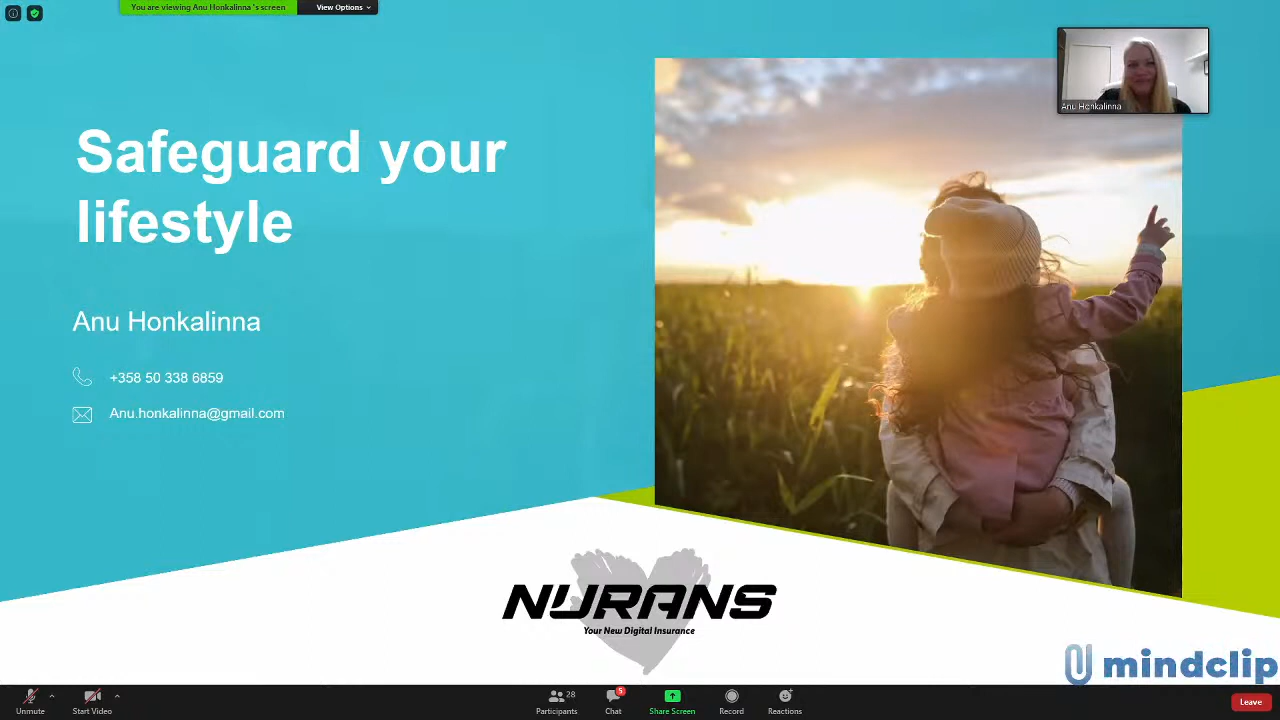 You are viewing Anu Honkalinna 's screen
View Options
Anu Honkalinna
Safeguard your
lifestyle
Anu Honkalinna
+358 50 338 6859
Anu.honkalinna@gmail.com
NURANS
Your New Digital Insurance
mindclip
Unmute
Start Video
28
Participants
5
Chat
Share Screen
Record
Reactions
Leave